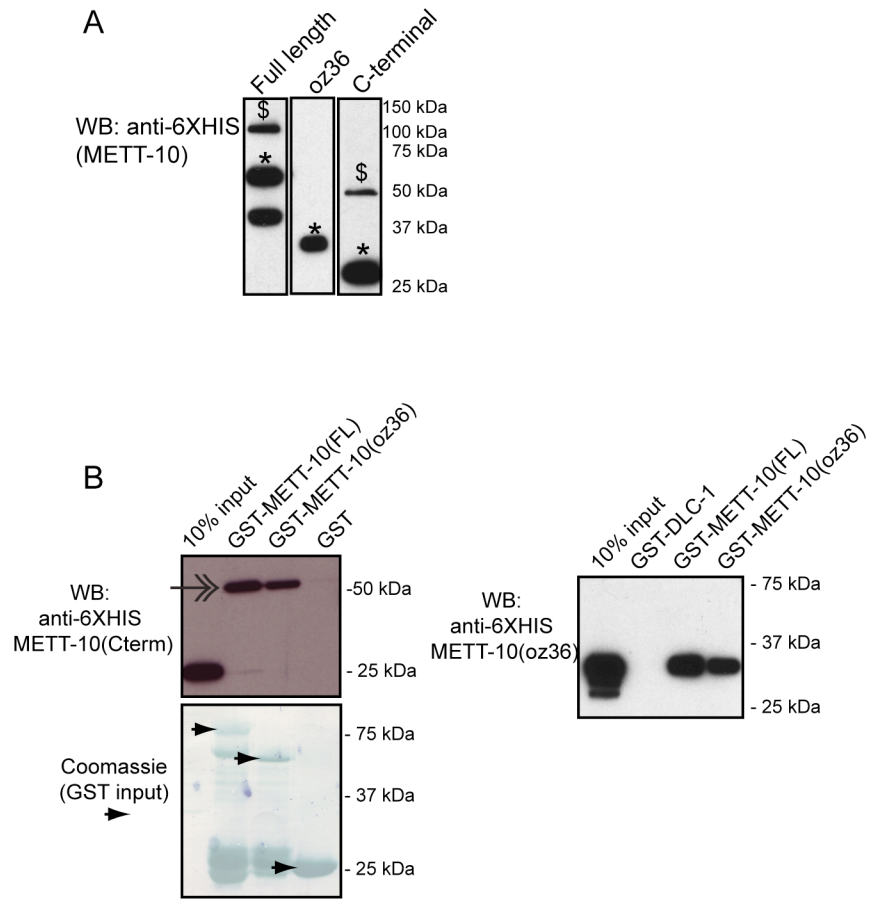 A
Full length
oz36
C-terminal
WB: anti-6XHIS
(METT-10)
$
*
*
$
*
150 kDa
100 kDa
75 kDa
50 kDa
37 kDa
25 kDa
B
10% input
GST-METT-10(FL)
GST-METT-10(oz36)
GST
WB:
anti-6XHIS
METT-10(Cterm)
-50 kDa
- 25 kDa
Coomassie
(GST input)
- 75 kDa
- 37 kDa
- 25 kDa
10% input
GST-DLC-1
GST-METT-10(FL)
GST-METT-10(oz36)
WB:
anti-6XHIS
METT-10(oz36)
- 75 kDa
- 37 kDa
- 25 kDa